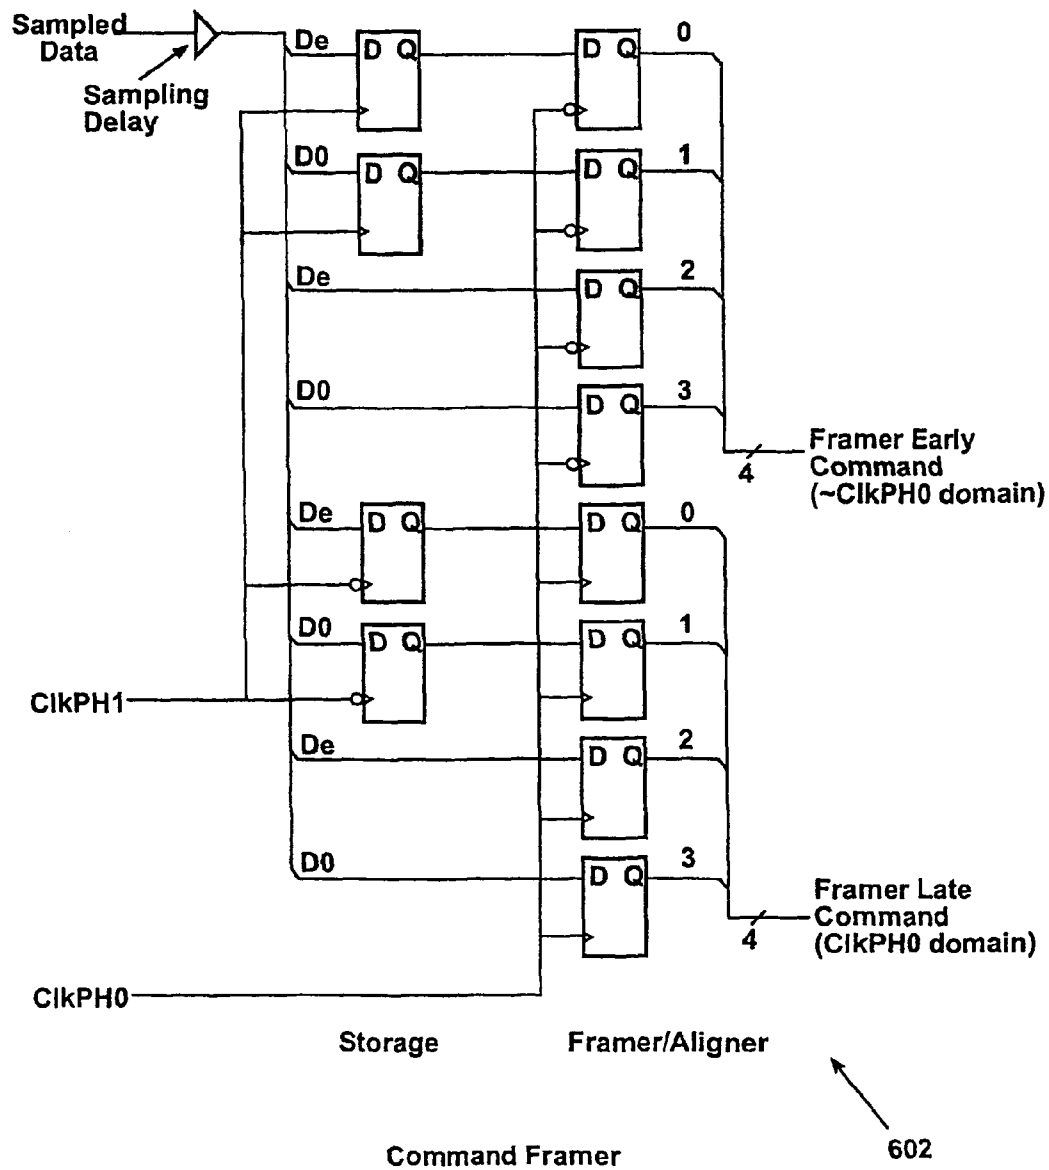 Sampled
Data
Sampling
Delay
De D Q D Q 0
D0 D Q D Q 1
De D Q 2
D0 D Q 3
Framer Early
Command
(~ClkPH0 domain)
4
De D Q D Q 0
D0 D Q D Q 1
ClkPH1
De D Q 2
D0 D Q 3
Framer Late
Command
(ClkPH0 domain)
4
ClkPH0
Storage Framer/Aligner
Command Framer
602